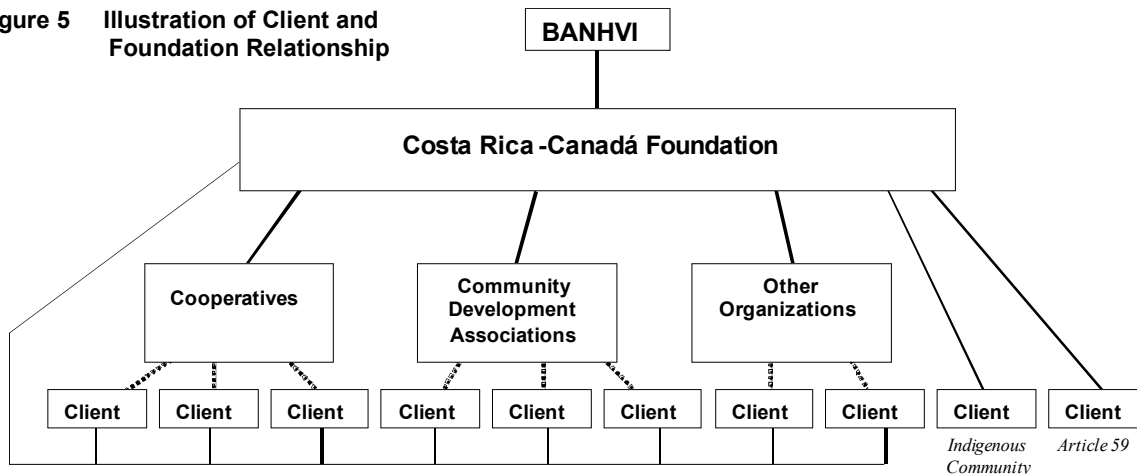 gure 5 Illustration of Client and
Foundation Relationship
BANHVI
Costa Rica -Canadá Foundation
Cooperatives
Community
Development
Associations
Other
Organizations
Client
Client
Client
Client
Client
Client
Client
Client
Client
Client
Indigenous
Community
Article 59